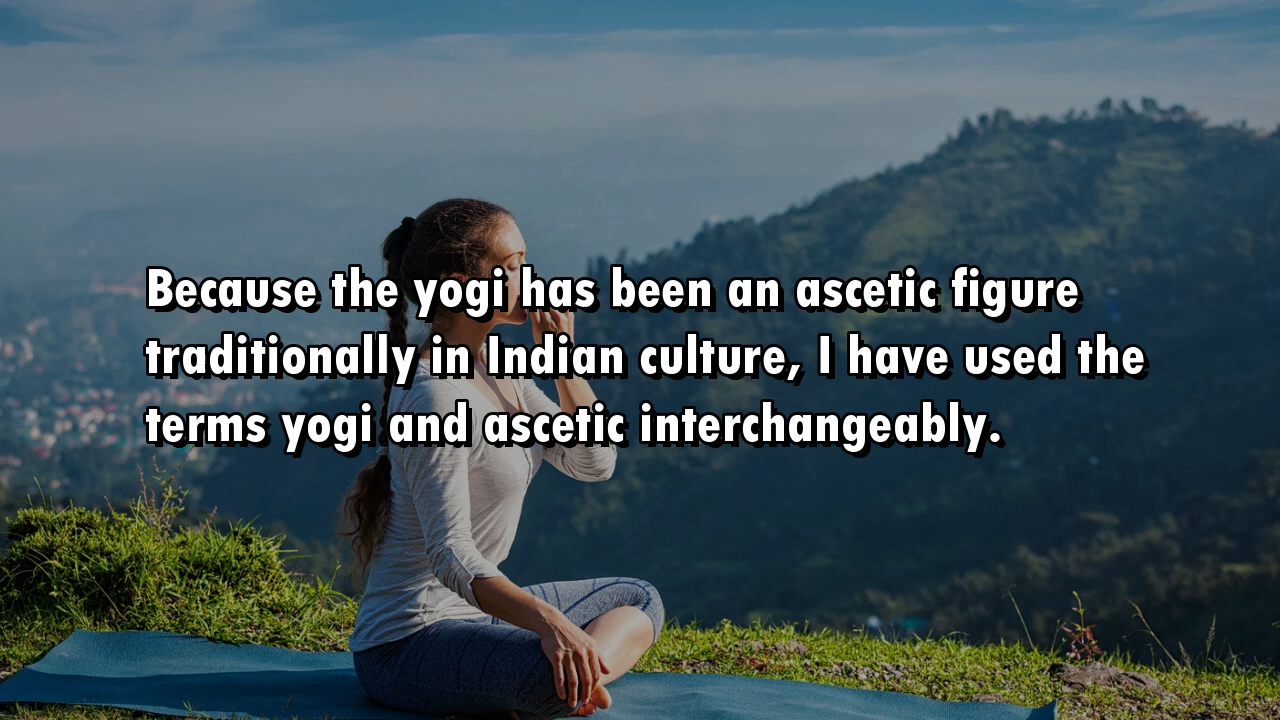 Because the yogi has been an ascetic figure
traditionally in Indian culture, I have used the
terms yogi and ascetic interchangeably.